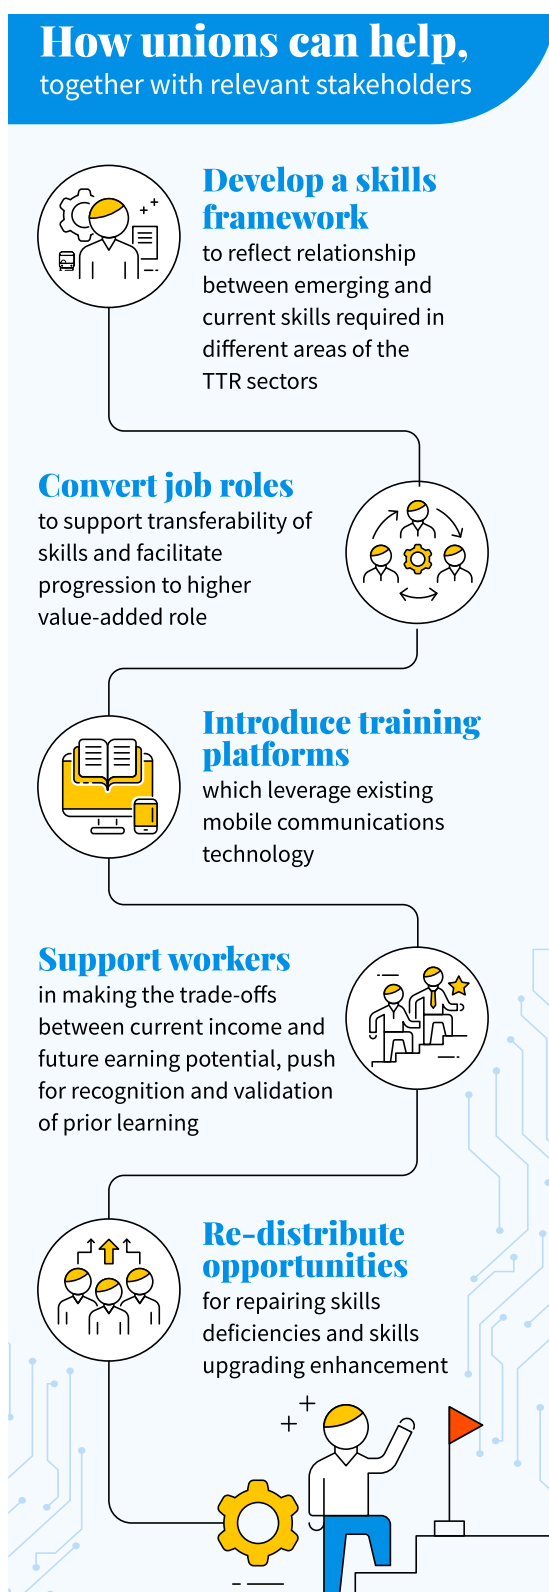 How unions can help,
together with relevant stakeholders
Develop a skills
framework
to reflect relationship
between emerging and
current skills required in
different areas of the
TTR sectors
Convert job roles
to support transferability of
skills and facilitate
progression to higher
value-added role
Introduce training
platforms
which leverage existing
mobile communications
technology
Support workers
in making the trade-offs
between current income and
future earning potential, push
for recognition and validation
of prior learning
Re-distribute
opportunities
for repairing skills
deficiencies and skills
upgrading enhancement